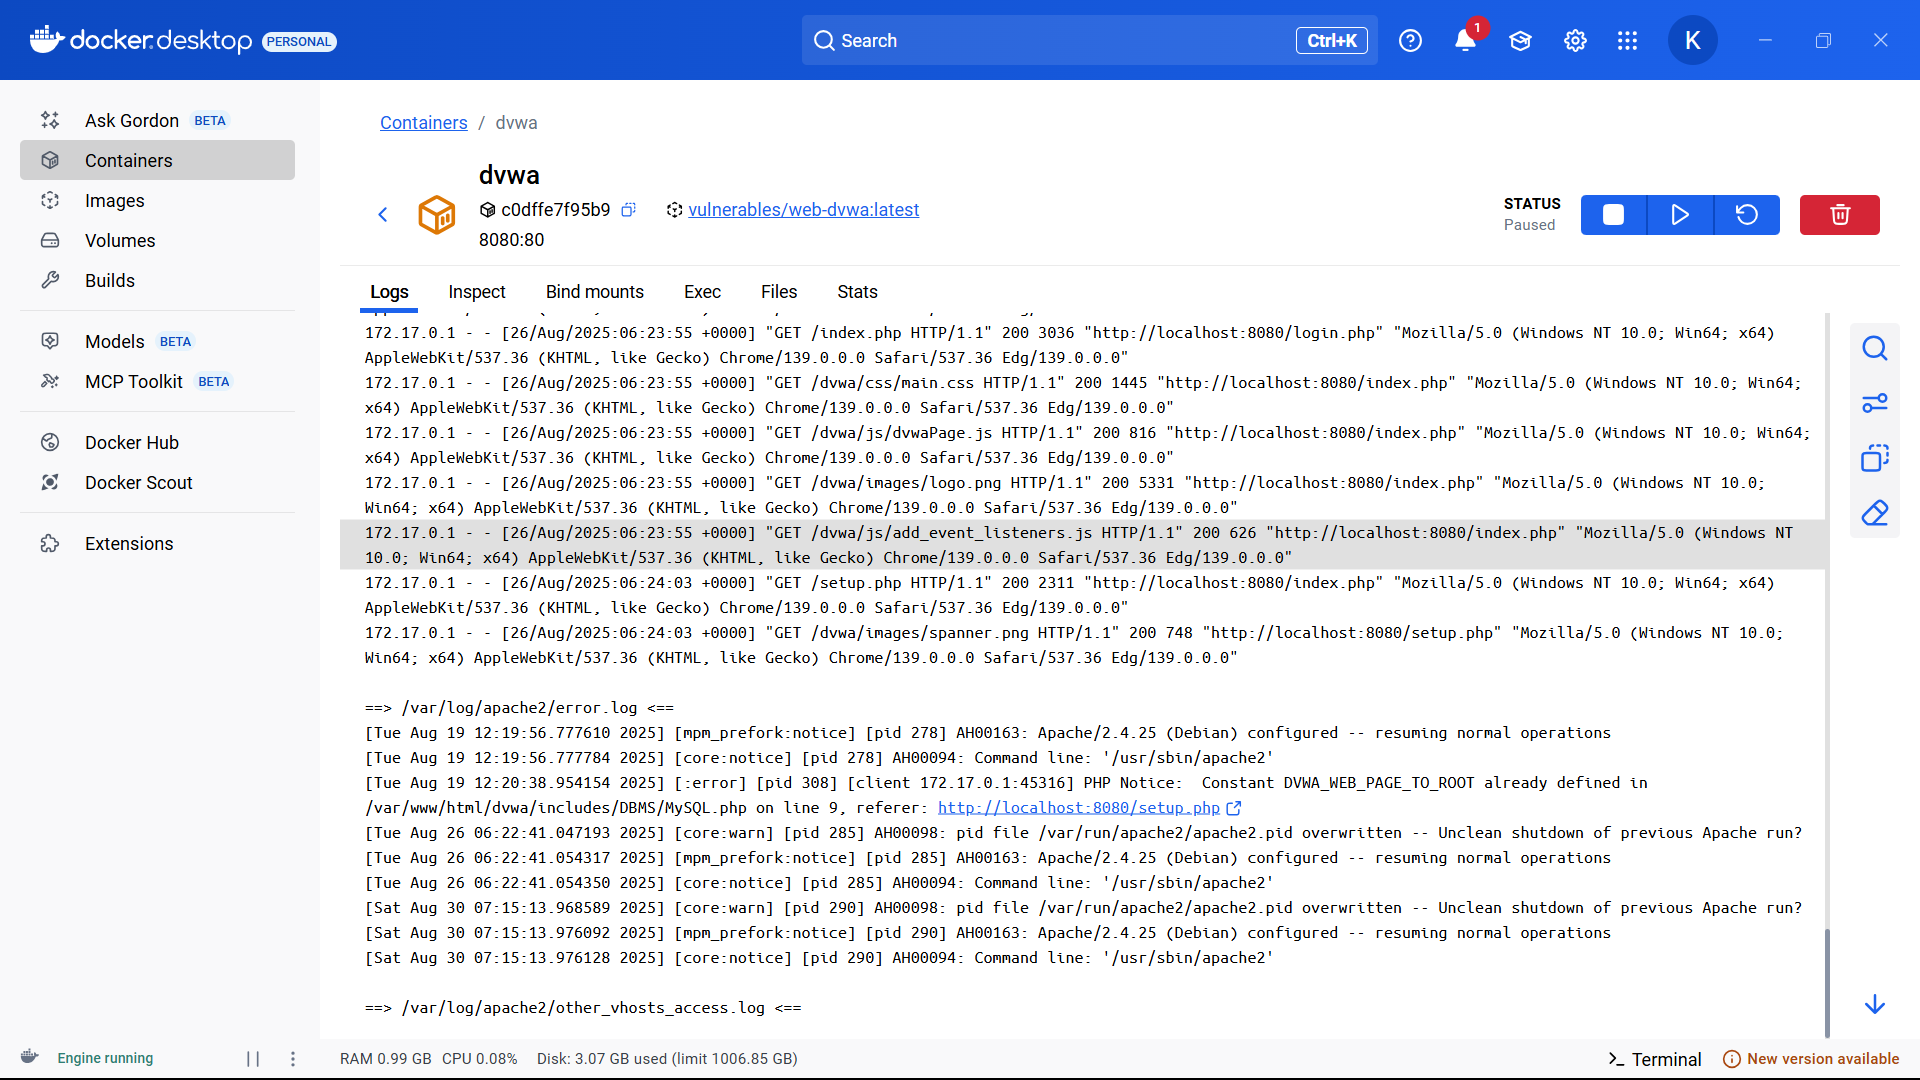 docker.desktop PERSONAL
Search
Ctrl+K
1
K
Ask Gordon BETA
Containers
Images
Volumes
Builds
Models BETA
MCP Toolkit BETA
Docker Hub
Docker Scout
Extensions
Containers / dvwa
dvwa
c0dffe7f95b9
vulnerables/web-dvwa:latest
8080:80
STATUS
Paused
Logs
Inspect
Bind mounts
Exec
Files
Stats
172.17.0.1 - - [26/Aug/2025:06:23:55 +0000] "GET /index.php HTTP/1.1" 200 3036 "http://localhost:8080/login.php" "Mozilla/5.0 (Windows NT 10.0; Win64; x64)
AppleWebKit/537.36 (KHTML, like Gecko) Chrome/139.0.0.0 Safari/537.36 Edg/139.0.0.0"
172.17.0.1 - - [26/Aug/2025:06:23:55 +0000] "GET /dvwa/css/main.css HTTP/1.1" 200 1445 "http://localhost:8080/index.php" "Mozilla/5.0 (Windows NT 10.0; Win64;
x64) AppleWebKit/537.36 (KHTML, like Gecko) Chrome/139.0.0.0 Safari/537.36 Edg/139.0.0.0"
172.17.0.1 - - [26/Aug/2025:06:23:55 +0000] "GET /dvwa/js/dvwaPage.js HTTP/1.1" 200 816 "http://localhost:8080/index.php" "Mozilla/5.0 (Windows NT 10.0; Win64;
x64) AppleWebKit/537.36 (KHTML, like Gecko) Chrome/139.0.0.0 Safari/537.36 Edg/139.0.0.0"
172.17.0.1 - - [26/Aug/2025:06:23:55 +0000] "GET /dvwa/images/logo.png HTTP/1.1" 200 5331 "http://localhost:8080/index.php" "Mozilla/5.0 (Windows NT 10.0;
Win64; x64) AppleWebKit/537.36 (KHTML, like Gecko) Chrome/139.0.0.0 Safari/537.36 Edg/139.0.0.0"
172.17.0.1 - - [26/Aug/2025:06:23:55 +0000] "GET /dvwa/js/add_event_listeners.js HTTP/1.1" 200 626 "http://localhost:8080/index.php" "Mozilla/5.0 (Windows NT
10.0; Win64; x64) AppleWebKit/537.36 (KHTML, like Gecko) Chrome/139.0.0.0 Safari/537.36 Edg/139.0.0.0"
172.17.0.1 - - [26/Aug/2025:06:24:03 +0000] "GET /setup.php HTTP/1.1" 200 2311 "http://localhost:8080/index.php" "Mozilla/5.0 (Windows NT 10.0; Win64; x64)
AppleWebKit/537.36 (KHTML, like Gecko) Chrome/139.0.0.0 Safari/537.36 Edg/139.0.0.0"
172.17.0.1 - - [26/Aug/2025:06:24:03 +0000] "GET /dvwa/images/spanner.png HTTP/1.1" 200 748 "http://localhost:8080/setup.php" "Mozilla/5.0 (Windows NT 10.0;
Win64; x64) AppleWebKit/537.36 (KHTML, like Gecko) Chrome/139.0.0.0 Safari/537.36 Edg/139.0.0.0"
==> /var/log/apache2/error.log <==
[Tue Aug 19 12:19:56.777610 2025] [mpm_prefork:notice] [pid 278] AH00163: Apache/2.4.25 (Debian) configured -- resuming normal operations
[Tue Aug 19 12:19:56.777784 2025] [core:notice] [pid 278] AH00094: Command line: '/usr/sbin/apache2'
[Tue Aug 19 12:20:38.954154 2025] [:error] [pid 308] [client 172.17.0.1:45316] PHP Notice:  Constant DVWA_WEB_PAGE_TO_ROOT already defined in
/var/www/html/dvwa/includes/DBMS/MySQL.php on line 9, referer: http://localhost:8080/setup.php
[Tue Aug 26 06:22:41.047193 2025] [core:warn] [pid 285] AH00098: pid file /var/run/apache2/apache2.pid overwritten -- Unclean shutdown of previous Apache run?
[Tue Aug 26 06:22:41.054317 2025] [mpm_prefork:notice] [pid 285] AH00163: Apache/2.4.25 (Debian) configured -- resuming normal operations
[Tue Aug 26 06:22:41.054350 2025] [core:notice] [pid 285] AH00094: Command line: '/usr/sbin/apache2'
[Sat Aug 30 07:15:13.968589 2025] [core:warn] [pid 290] AH00098: pid file /var/run/apache2/apache2.pid overwritten -- Unclean shutdown of previous Apache run?
[Sat Aug 30 07:15:13.976092 2025] [mpm_prefork:notice] [pid 290] AH00163: Apache/2.4.25 (Debian) configured -- resuming normal operations
[Sat Aug 30 07:15:13.976128 2025] [core:notice] [pid 290] AH00094: Command line: '/usr/sbin/apache2'
==> /var/log/apache2/other_vhosts_access.log <==
Engine running
RAM 0.99 GB CPU 0.08% Disk: 3.07 GB used (limit 1006.85 GB)
Terminal
New version available